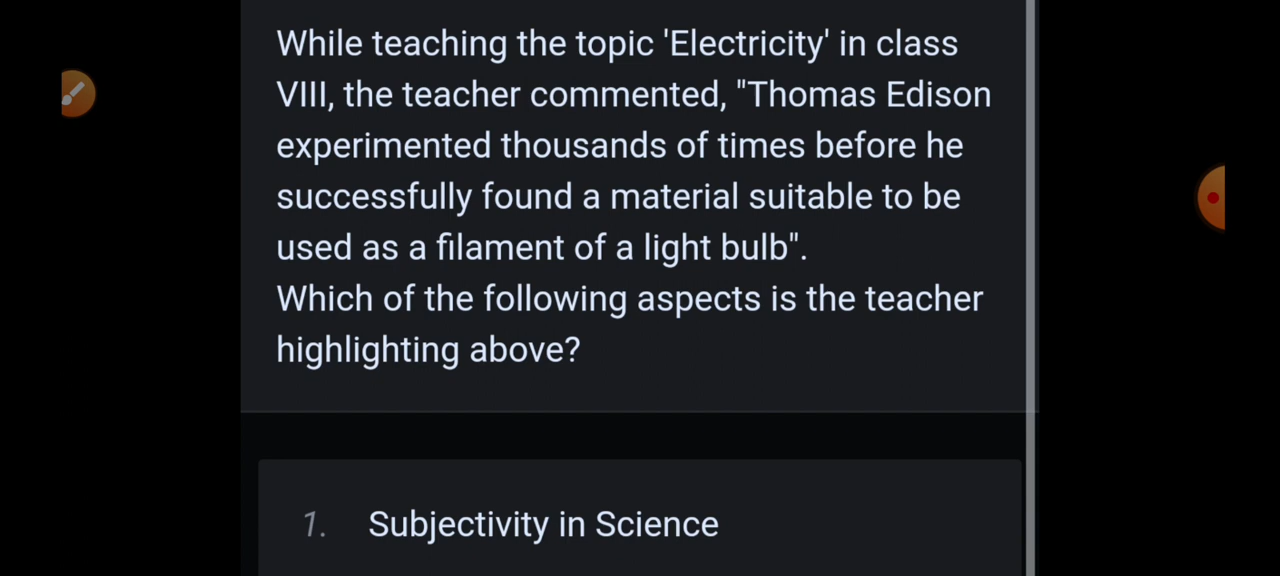 While teaching the topic 'Electricity' in class
VIII, the teacher commented, "Thomas Edison
experimented thousands of times before he
successfully found a material suitable to be
used as a filament of a light bulb".
Which of the following aspects is the teacher
highlighting above?
1. Subjectivity in Science